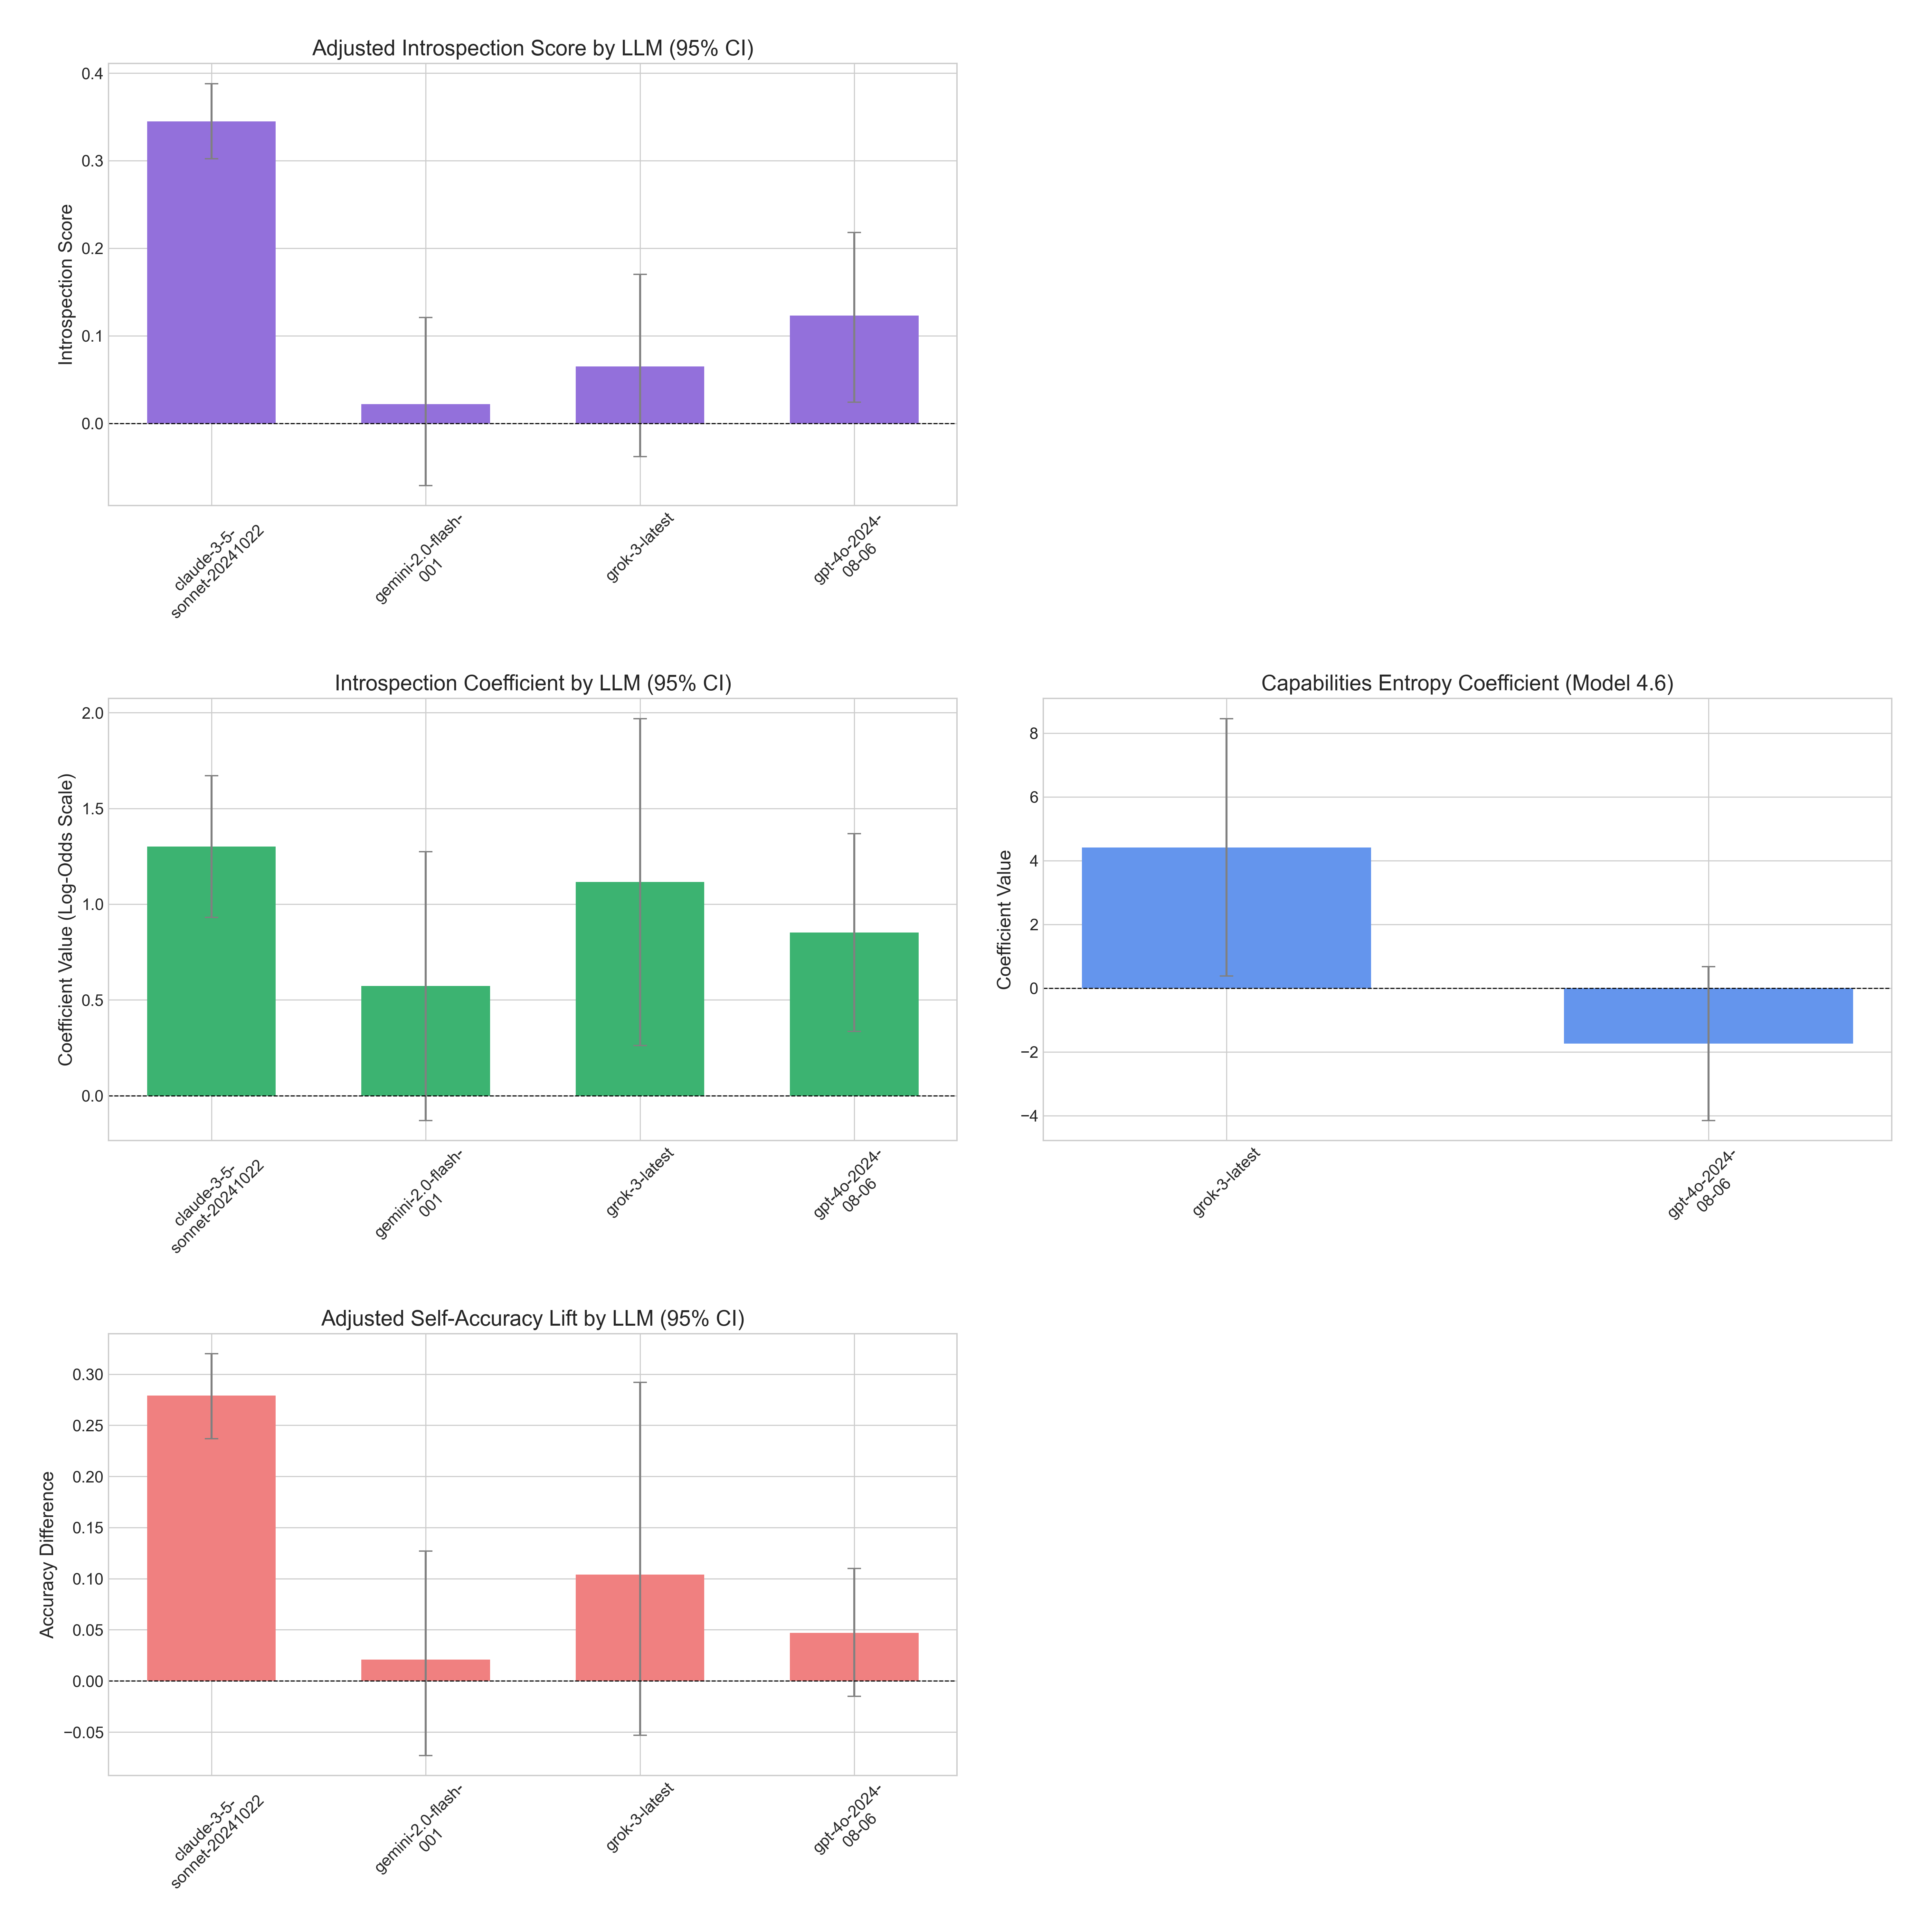 Adjusted Introspection Score by LLM (95% CI)
Introspection Score
0.4
0.3
0.2
0.1
0.0
claude-3-5-
sonnet-20241022
gemini-2.0-flash-
001
grok-3-latest
gpt-4o-2024-
08-06
Introspection Coefficient by LLM (95% CI)
Coefficient Value (Log-Odds Scale)
2.0
1.5
1.0
0.5
0.0
claude-3-5-
sonnet-20241022
gemini-2.0-flash-
001
grok-3-latest
gpt-4o-2024-
08-06
Capabilities Entropy Coefficient (Model 4.6)
Coefficient Value
8
6
4
2
0
−2
−4
grok-3-latest
gpt-4o-2024-
08-06
Adjusted Self-Accuracy Lift by LLM (95% CI)
Accuracy Difference
0.30
0.25
0.20
0.15
0.10
0.05
0.00
−0.05
claude-3-5-
sonnet-20241022
gemini-2.0-flash-
001
grok-3-latest
gpt-4o-2024-
08-06